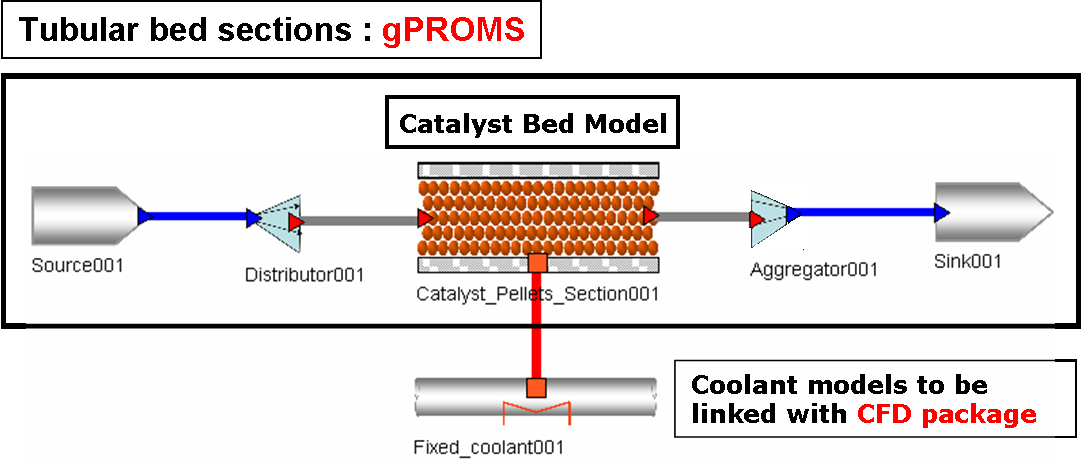 Tubular bed sections : gPROMS
Catalyst Bed Model
Source001
Distributor001
Catalyst_Pellets_Section001
Aggregator001
Sink001
Coolant models to be
linked with CFD package
Fixed_coolant001